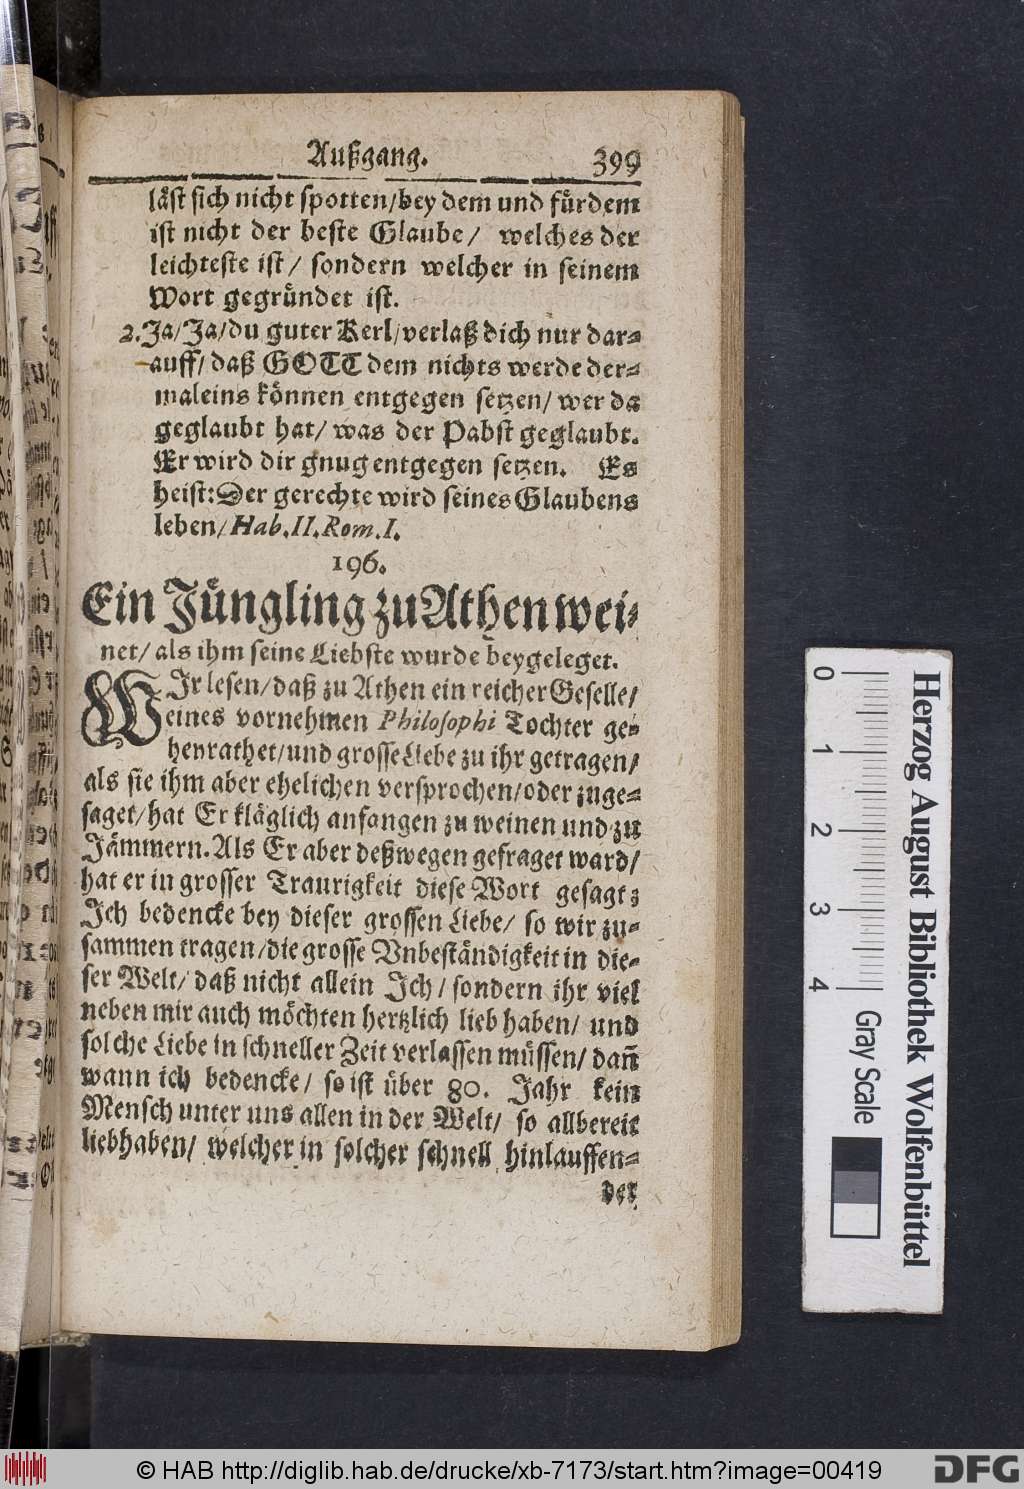 Außgang. 399
läst sich nicht spotten/bey dem und fürdem
ist nicht der beste Glaube/ welches der
leichteste ist/ sondern welcher in seinem
Wort gegründet ist.
2. Ja/Ja/du guter Kerl/verlaß dich nur dar-
auff/daß GOTT dem nichts werde der-
maleins können entgegen setzen/ wer da
geglaubt hat/ was der Pabst geglaubt.
Er wird dir gnug entgegen setzen. Es
heist: Der gerechte wird seines Glaubens
leben/ Hab. II. Rom. I.
196.
Ein Jüngling zu Athen wei-
net/ als ihm seine Liebste wurde beygeleget.
WIr lesen/daß zu Athen ein reicher Geselle/
eines vornehmen Philosophi Tochter ge-
heyrathet/und grosse Liebe zu ihr getragen/
als sie ihm aber ehelichen versprochen/oder zuge-
saget/hat Er kläglich anfangen zu weinen und zu
Jämmern. Als Er aber deßwegen gefraget ward/
hat er in grosser Traurigkeit diese Wort gesagt:
Ich bedencke bey dieser grossen Liebe/ so wir zu-
sammen tragen/die grosse Vnbeständigkeit in die-
ser Welt/ daß nicht allein Ich/ sondern ihr viel
neben mir auch möchten hertzlich lieb haben/ und
solche Liebe in schneller Zeit verlassen müssen/ dañ
wann ich bedencke/ so ist über 80. Jahr kein
Mensch unter uns allen in der Welt/ so allbereit
liebhaben/ welcher in solcher schnell hinlauffen-
der
0 1 2 3 4
Gray Scale
Herzog August Bibliothek Wolfenbüttel
© HAB http://diglib.hab.de/drucke/xb-7173/start.htm?image=00419
DFG